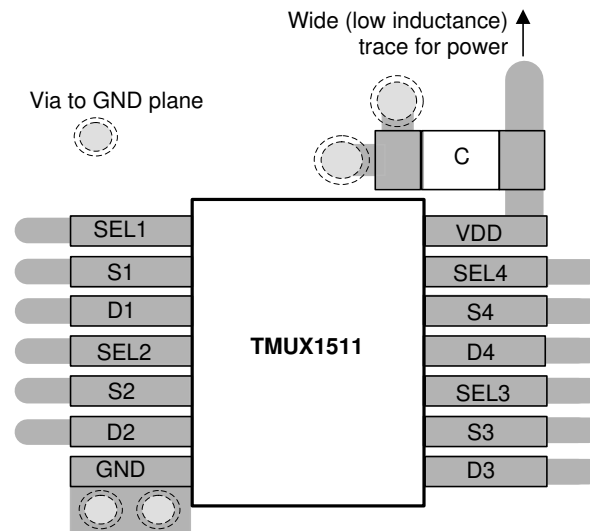 Wide (low inductance)
trace for power
Via to GND plane
C
SEL1
VDD
S1
SEL4
D1
S4
SEL2
TMUX1511
D4
S2
SEL3
D2
S3
GND
D3